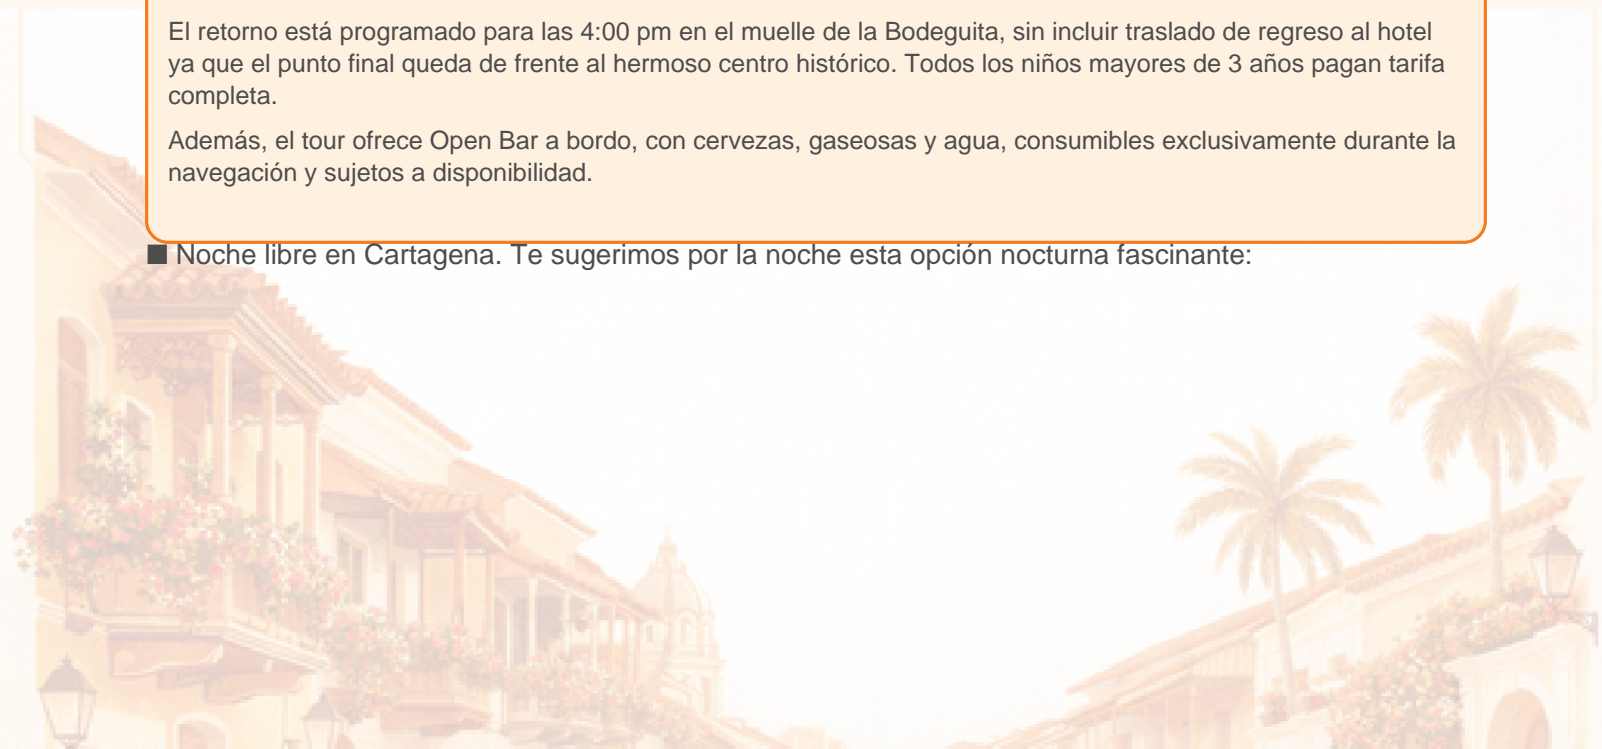 El retorno está programado para las 4:00 pm en el muelle de la Bodeguita, sin incluir traslado de regreso al hotel
ya que el punto final queda de frente al hermoso centro histórico. Todos los niños mayores de 3 años pagan tarifa
completa.
Además, el tour ofrece Open Bar a bordo, con cervezas, gaseosas y agua, consumibles exclusivamente durante la
navegación y sujetos a disponibilidad.
■ Noche libre en Cartagena. Te sugerimos por la noche esta opción nocturna fascinante: